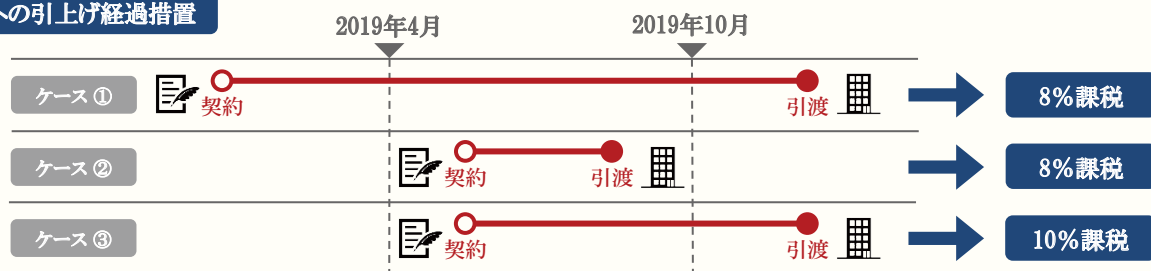 への引上げ経過措置
2019年4月
2019年10月
ケース①
契約
引渡
8%課税
ケース②
契約
引渡
8%課税
ケース③
契約
引渡
10%課税